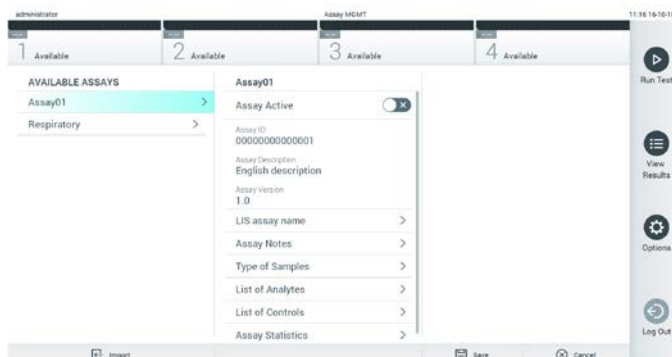 administrator Assay MGMT
1 Available 2 Available 3 Available 4 Available
AVAILABLE ASSAYS
Assay01
Respiratory
Assay01
Assay Active
Assay ID
00000000000001
Assay Description
English description
Assay Version
1.0
LIS assay name
Assay Notes
Type of Samples
List of Analytes
List of Controls
Assay Statistics
Run Test
View
Results
Options
Log Out
Import Save Cancel